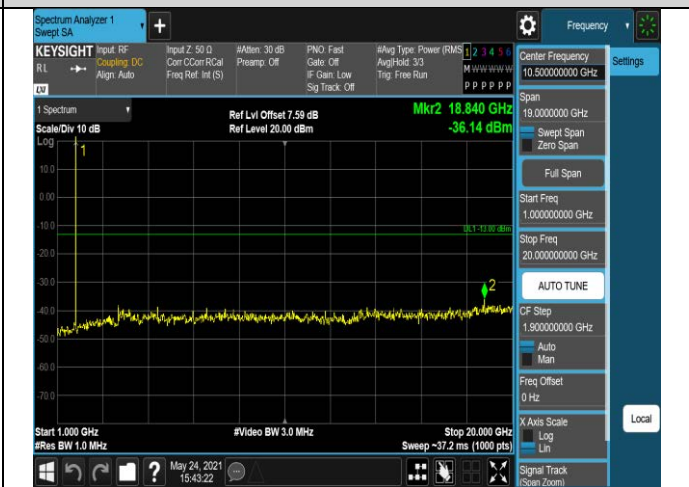 Spectrum Analyzer 1
Swept SA
Frequency
KEYSIGHT
RL
LXI
Input: RF
Coupling: DC
Align: Auto
Input Z: 50 Ω
Corr CCorr RCal
Freq Ref: Int (S)
#Atten: 30 dB
Preamp: Off
PNO: Fast
Gate: Off
IF Gain: Low
Sig Track: Off
#Avg Type: Power (RMS
Avg|Hold: 3/3
Trig: Free Run
1 2 3 4 5 6
M W W W W W
P P P P P P
1 Spectrum
Scale/Div 10 dB
Log
Ref Lvl Offset 7.59 dB
Ref Level 20.00 dBm
Mkr2 18.840 GHz
-36.14 dBm
1
10.0
0.00
-10.0
DL1 -13.00 dBm
-20.0
-30.0
2
-40.0
-50.0
-60.0
-70.0
Start 1.000 GHz
#Res BW 1.0 MHz
#Video BW 3.0 MHz
Stop 20.000 GHz
Sweep ~37.2 ms (1000 pts)
?
May 24, 2021
15:43:22
Center Frequency
10.500000000 GHz
Span
19.0000000 GHz
Swept Span
Zero Span
Full Span
Start Freq
1.000000000 GHz
Stop Freq
20.000000000 GHz
AUTO TUNE
CF Step
1.900000000 GHz
Auto
Man
Freq Offset
0 Hz
X Axis Scale
Log
Lin
Signal Track
(Span Zoom)
Settings
Local